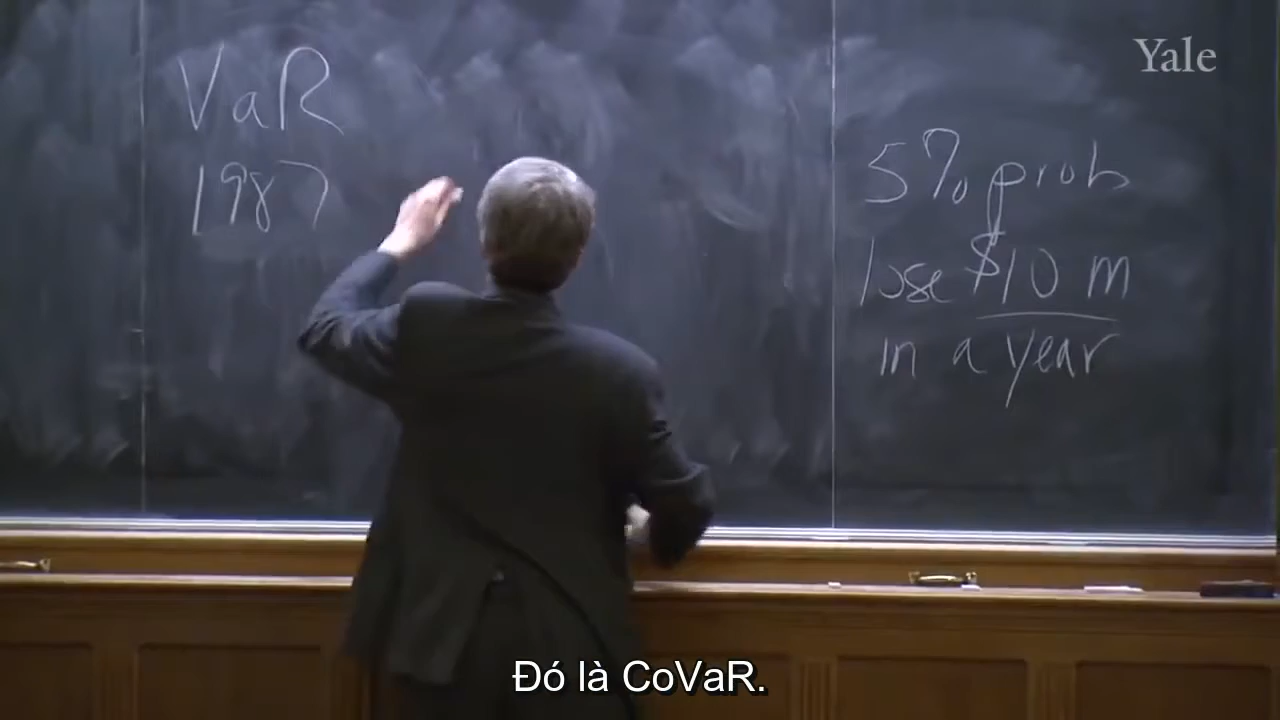 VaR
1987
Yale
5% prob
lose $10 m
in a year
Đó là CoVaR.